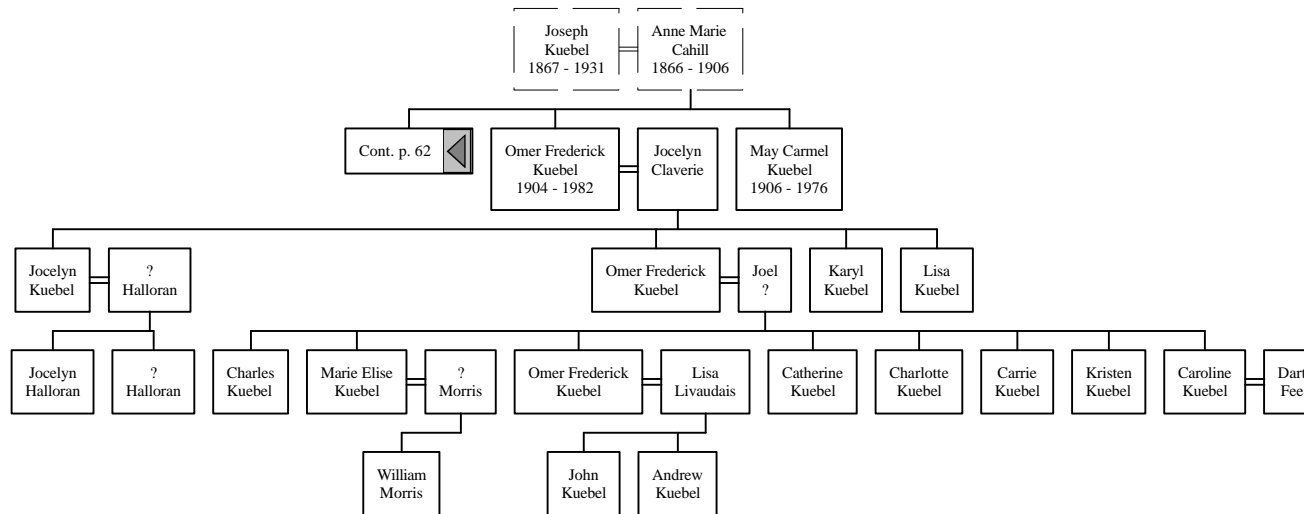 Joseph
Kuebel
1867 - 1931
Anne Marie
Cahill
1866 - 1906
Cont. p. 62
Omer Frederick
Kuebel
1904 - 1982
Jocelyn
Claverie
May Carmel
Kuebel
1906 - 1976
Jocelyn
Kuebel
?
Halloran
Omer Frederick
Kuebel
Joel
?
Karyl
Kuebel
Lisa
Kuebel
Jocelyn
Halloran
?
Halloran
Charles
Kuebel
Marie Elise
Kuebel
?
Morris
Omer Frederick
Kuebel
Lisa
Livaudais
Catherine
Kuebel
Charlotte
Kuebel
Carrie
Kuebel
Kristen
Kuebel
Caroline
Kuebel
Dart
Fee
William
Morris
John
Kuebel
Andrew
Kuebel